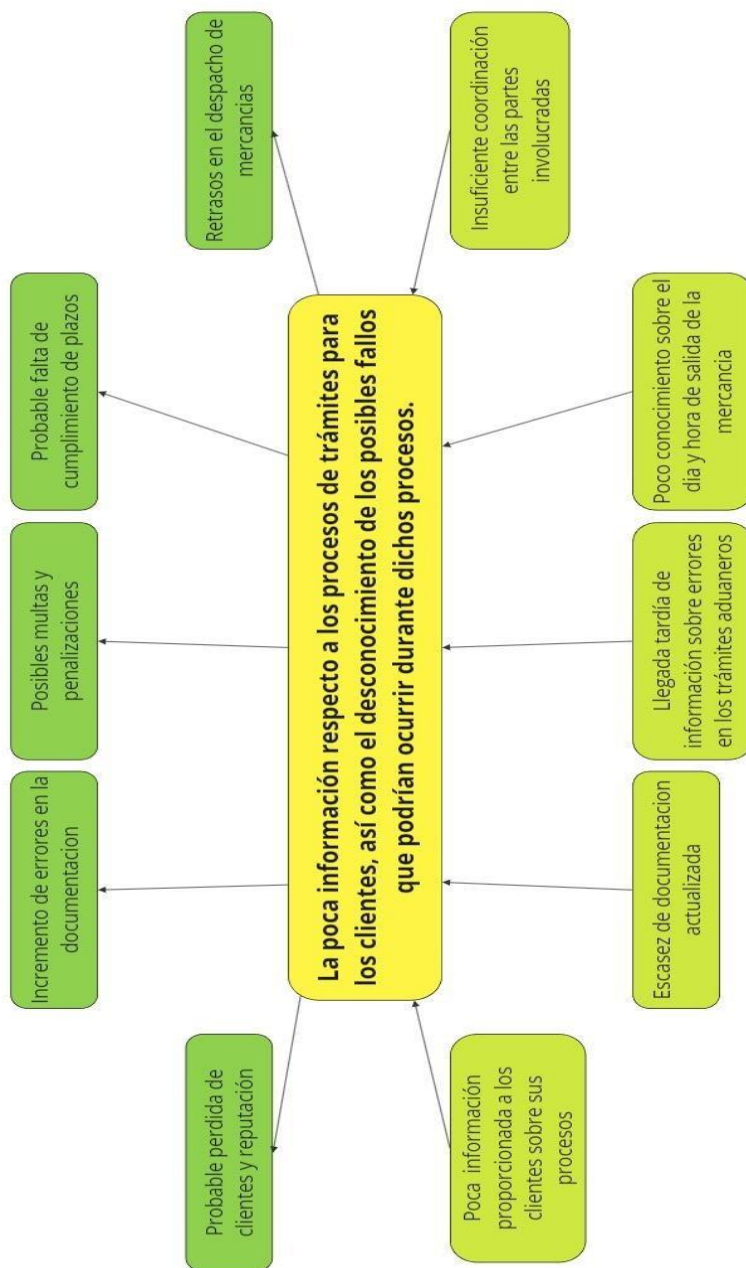 Probable perdida de
clientes y reputación
Incremento de errores en la
documentacion
Posibles multas y
penalizaciones
Probable falta de
cumplimiento de plazos
Retrasos en el despacho de
mercancias
La poca información respecto a los procesos de trámites para
los clientes, así como el desconocimiento de los posibles fallos
que podrían ocurrir durante dichos procesos.
Poca información
proporcionada a los
clientes sobre sus
procesos
Escasez de documentacion
actualizada
Llegada tardía de
información sobre errores
en los trámites aduaneros
Poco conocimiento sobre el
dia y hora de salida de la
mercancia
Insuficiente coordinación
entre las partes
involucradas